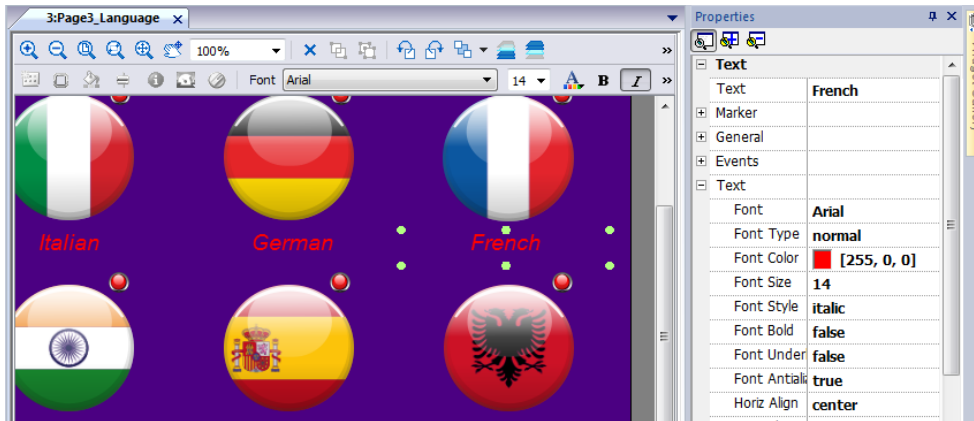 3:Page3_Language
100%
Font Arial 14 A B I
Italian German French
Properties
Text
Text French
Marker
General
Events
Text
Font Arial
Font Type normal
Font Color [255, 0, 0]
Font Size 14
Font Style italic
Font Bold false
Font Under false
Font Antiali true
Horiz Align center